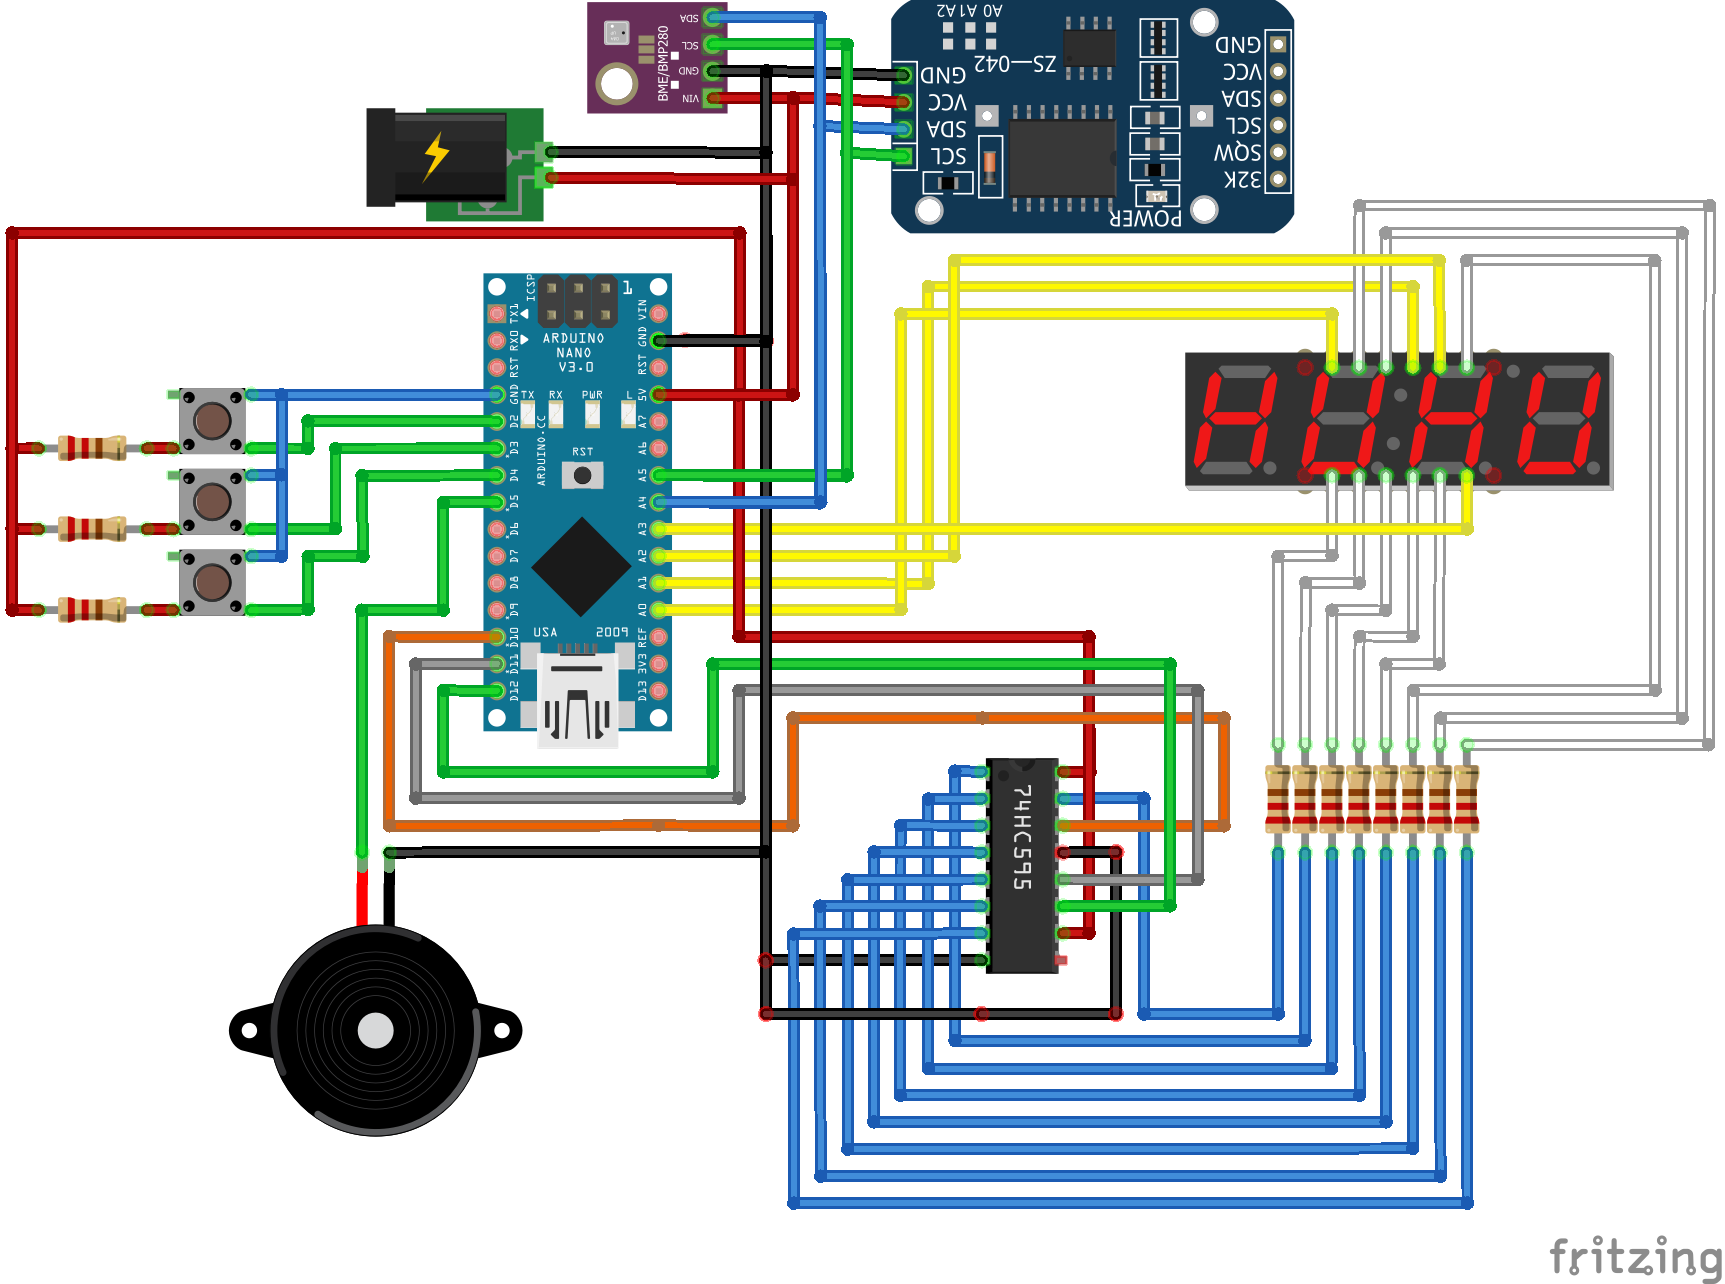 SDA
SCL
GND
VIN
BME/BMP280
A0 A1A2
ZS-042
GND
VCC
SDA
SCL
GND
VCC
SDA
SCL
SQW
32K
POWER
ICSP
1
TX1
RX0
RST
GND
D2
D3
D4
D5
D6
D7
D8
D9
D10
D11
D12
VIN
GND
RST
5V
A7
A6
A5
A4
A3
A2
A1
A0
REF
3V3
D13
ARDUINO
NANO
V3.0
TX
RX
PWR
L
ARDUINO.CC
RST
USA
2009
74HC595
fritzing